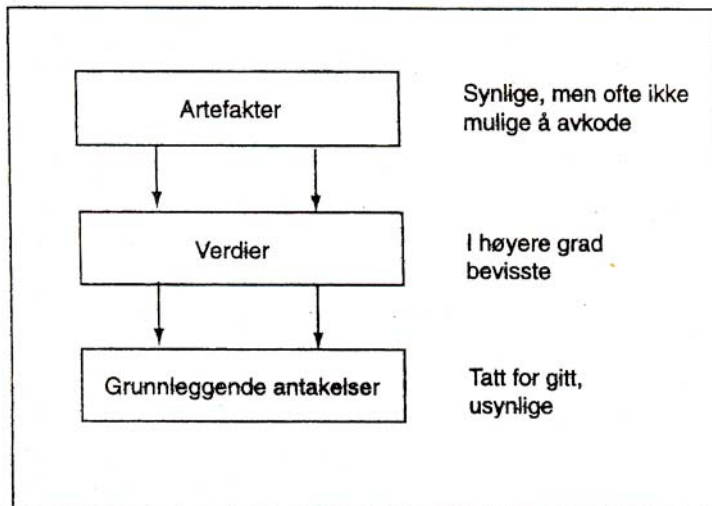 Artefakter
Synlige, men ofte ikke
mulige å avkode
Verdier
I høyere grad
bevisste
Grunnleggende antakelser
Tatt for gitt,
usynlige